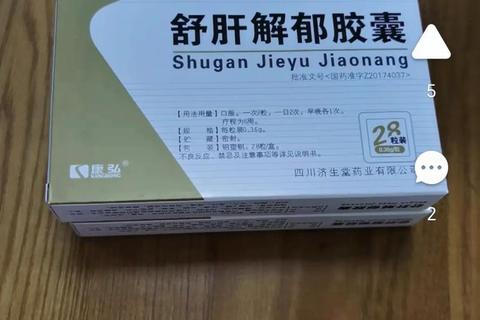 舒肝解郁胶囊
Shugan Jieyu Jiaonang
批准文号<国药准字Z20174037>
【用法用量】口服。一次2粒，一日2次，早晚各1次。
疗程为6周。
【规 格】每粒装0.36g。
【贮 藏】密封。
【包 装】铝塑板，28粒/盒。
不良反应、禁忌及注意事项等详见说明书。
28粒装
0.36g/粒
康弘
KANGHONG
四川济生堂药业有限公司
5
2